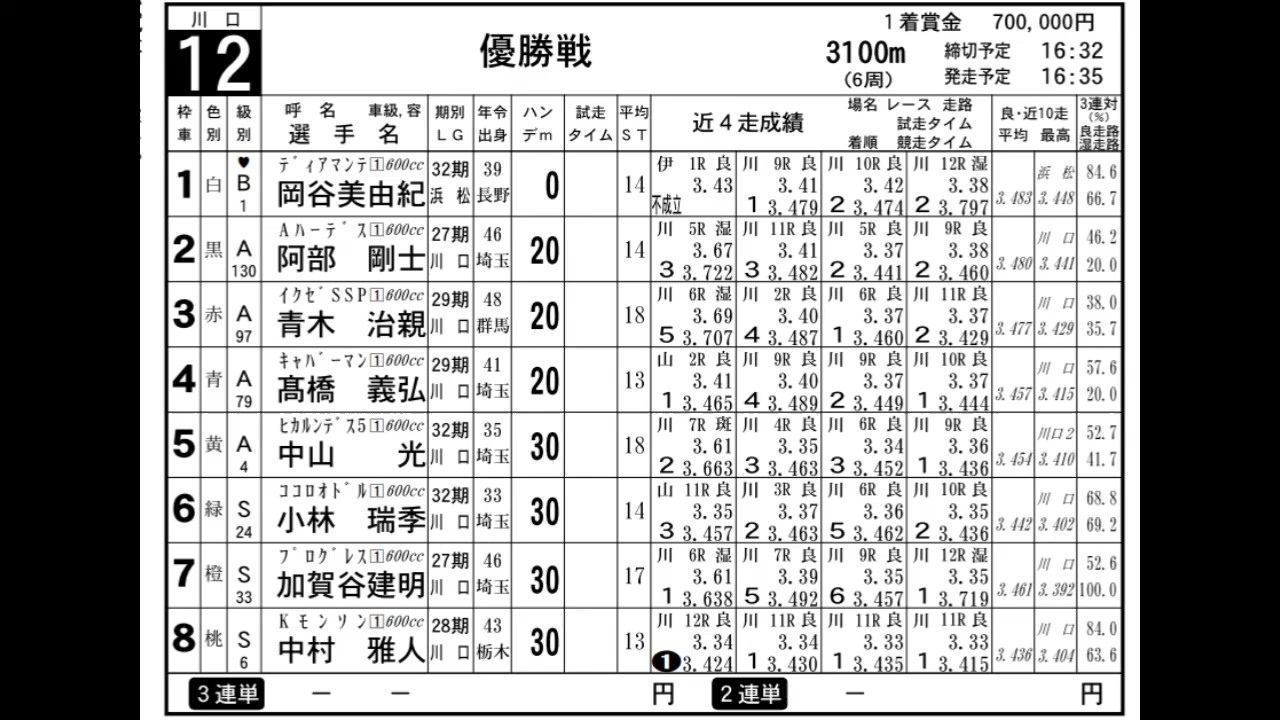 川 口
12
優勝戦
3100m
(6周)
1着賞金 700,000円
締切予定 16:32
発走予定 16:35
枠車 色別 級別 呼名 車級,容 選手名 期別LG 年令出身 ハンデm 試走タイム 平均ST 近4走成績 場名 レース 走路 試走タイム 着順 競走タイム 良・近10走 平均 最高 3連対(%) 良走路 湿走路
1 白 ♥ B 1 ディアマンテ 1 600cc 岡谷美由紀 32期 浜松 39 長野 0 14
伊 1R 良 3.43 不成立
川 9R 良 3.41 1 3.479
川 10R 良 3.42 2 3.474
川 12R 湿 3.38 2 3.797
3.483 浜松 3.448 84.6 66.7
2 黒 A 130 Aハーデス 1 600cc 阿部 剛士 27期 川口 46 埼玉 20 14
川 5R 湿 3.67 3 3.722
川 11R 良 3.41 3 3.482
川 5R 良 3.37 2 3.441
川 9R 良 3.38 2 3.460
3.480 川口 3.441 46.2 20.0
3 赤 A 97 イクゼSSP 1 600cc 青木 治親 29期 川口 48 群馬 20 18
川 6R 湿 3.69 5 3.707
川 2R 良 3.40 4 3.487
川 6R 良 3.37 1 3.460
川 11R 良 3.37 2 3.429
3.477 川口 3.429 38.0 35.7
4 青 A 79 キャバーマン 1 600cc 髙橋 義弘 29期 川口 41 埼玉 20 13
山 2R 良 3.41 1 3.465
川 9R 良 3.40 4 3.489
川 9R 良 3.37 2 3.449
川 10R 良 3.37 1 3.444
3.457 川口 3.415 57.6 20.0
5 黄 A 4 ヒカルンデス5 1 600cc 中山 光 32期 川口 35 埼玉 30 18
川 7R 斑 3.61 2 3.663
川 4R 良 3.35 3 3.463
川 6R 良 3.34 3 3.452
川 9R 良 3.36 1 3.436
3.454 川口2 3.410 52.7 41.7
6 緑 S 24 ココロオドル 1 600cc 小林 瑞季 32期 川口 33 埼玉 30 14
山 11R 良 3.35 3 3.457
川 3R 良 3.37 2 3.463
川 6R 良 3.36 5 3.462
川 10R 良 3.35 2 3.436
3.442 川口 3.402 68.8 69.2
7 橙 S 33 プログレス 1 600cc 加賀谷建明 27期 川口 46 埼玉 30 17
川 6R 湿 3.61 1 3.638
川 7R 良 3.39 5 3.492
川 9R 良 3.35 6 3.457
川 12R 湿 3.35 1 3.719
3.461 川口 3.392 52.6 100.0
8 桃 S 6 Kモンソン 1 600cc 中村 雅人 28期 川口 43 栃木 30 13
川 12R 良 3.34 1 3.424
川 11R 良 3.34 1 3.430
川 11R 良 3.33 1 3.435
川 11R 良 3.33 1 3.415
3.436 川口 3.404 84.0 63.6
3連単 ー ー 円 2連単 ー 円